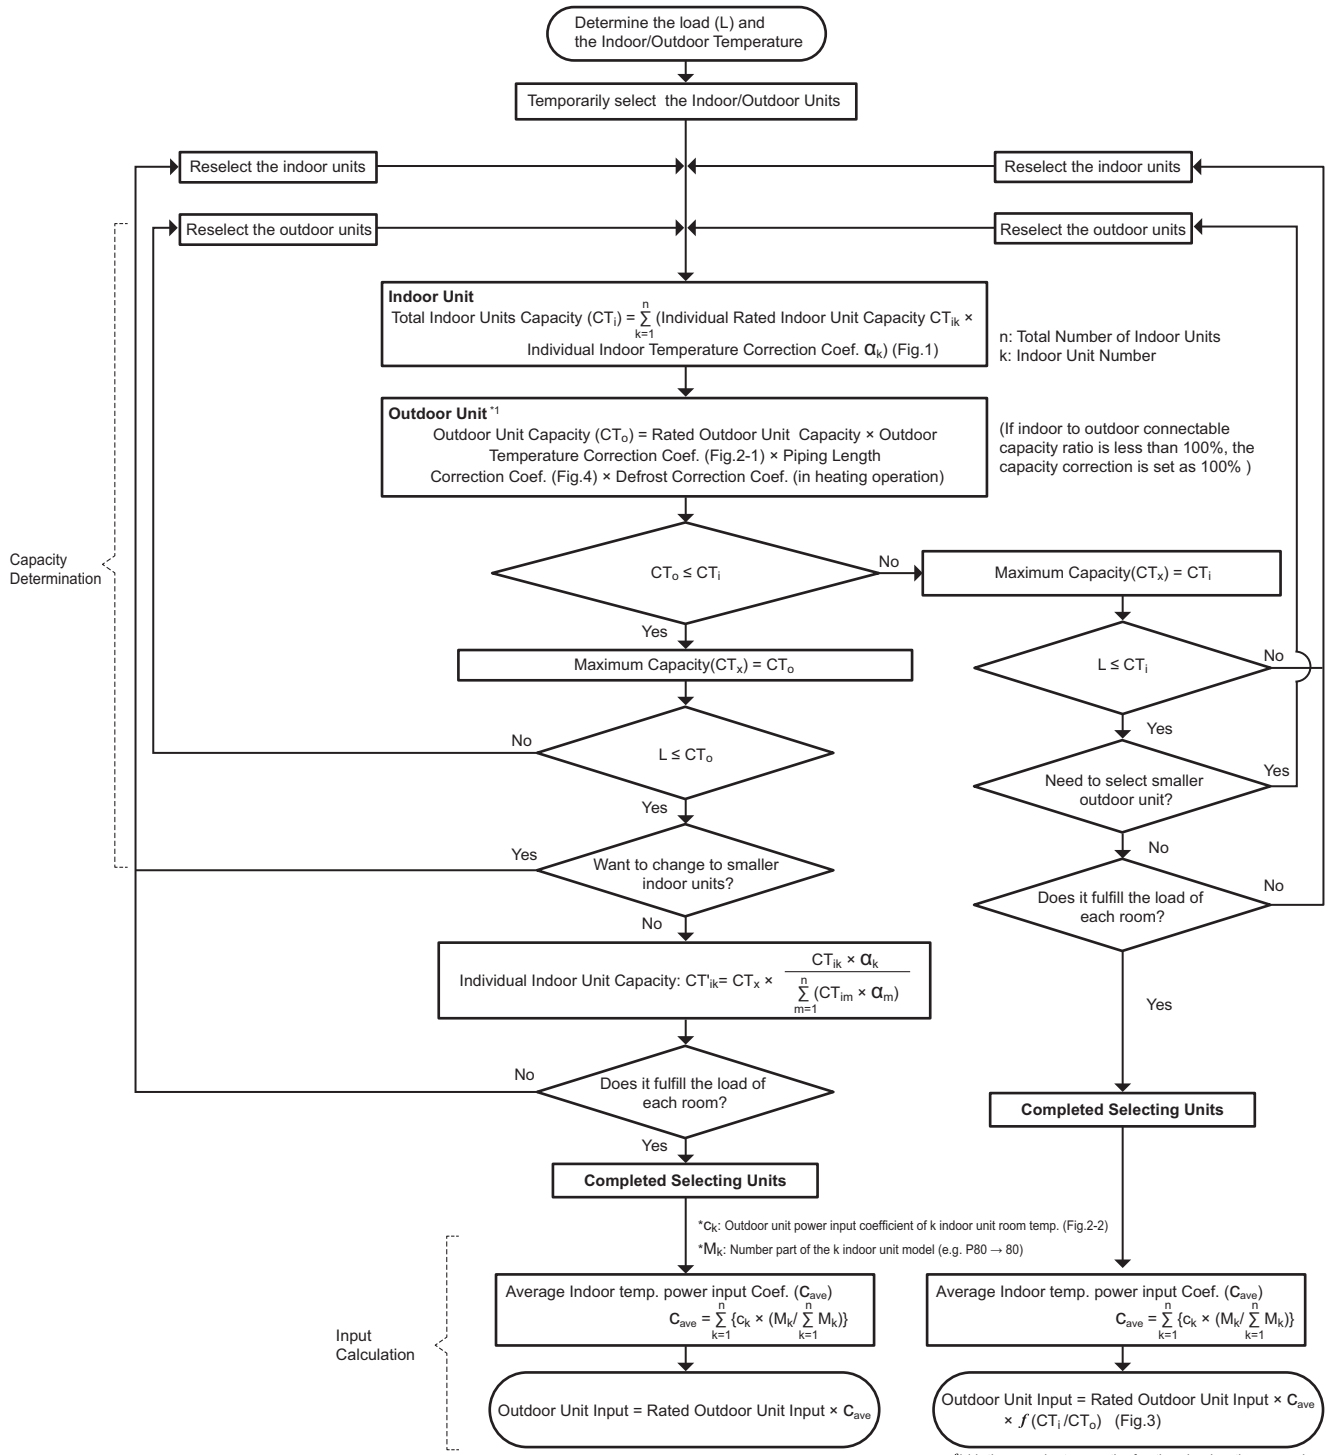 Determine the load (L) and
the Indoor/Outdoor Temperature
Temporarily select the Indoor/Outdoor Units
Reselect the indoor units
Reselect the indoor units
Reselect the outdoor units
Reselect the outdoor units
Indoor Unit
Total Indoor Units Capacity (CTi) = n Σ k=1 (Individual Rated Indoor Unit Capacity CTik ×
Individual Indoor Temperature Correction Coef. αk) (Fig.1)
n: Total Number of Indoor Units
k: Indoor Unit Number
Outdoor Unit *1
Outdoor Unit Capacity (CTo) = Rated Outdoor Unit Capacity × Outdoor
Temperature Correction Coef. (Fig.2-1) × Piping Length
Correction Coef. (Fig.4) × Defrost Correction Coef. (in heating operation)
(If indoor to outdoor connectable
capacity ratio is less than 100%, the
capacity correction is set as 100% )
Capacity
Determination
CTo ≤ CTi
No
Maximum Capacity(CTx) = CTi
Yes
Maximum Capacity(CTx) = CTo
L ≤ CTi
No
Yes
No
L ≤ CTo
Need to select smaller
outdoor unit?
Yes
Yes
No
Yes
Want to change to smaller
indoor units?
Does it fulfill the load of
each room?
No
No
Individual Indoor Unit Capacity: CT'ik= CTx × CTik × αk / n Σ m=1 (CTim × αm)
Yes
No
Does it fulfill the load of
each room?
Completed Selecting Units
Yes
Completed Selecting Units
*ck: Outdoor unit power input coefficient of k indoor unit room temp. (Fig.2-2)
*Mk: Number part of the k indoor unit model (e.g. P80 → 80)
Average Indoor temp. power input Coef. (Cave)
Cave = n Σ k=1 {ck × (Mk/ n Σ k=1 Mk)}
Average Indoor temp. power input Coef. (Cave)
Cave = n Σ k=1 {ck × (Mk/ n Σ k=1 Mk)}
Input
Calculation
Outdoor Unit Input = Rated Outdoor Unit Input × Cave
Outdoor Unit Input = Rated Outdoor Unit Input × Cave
× f (CTi /CTo) (Fig.3)